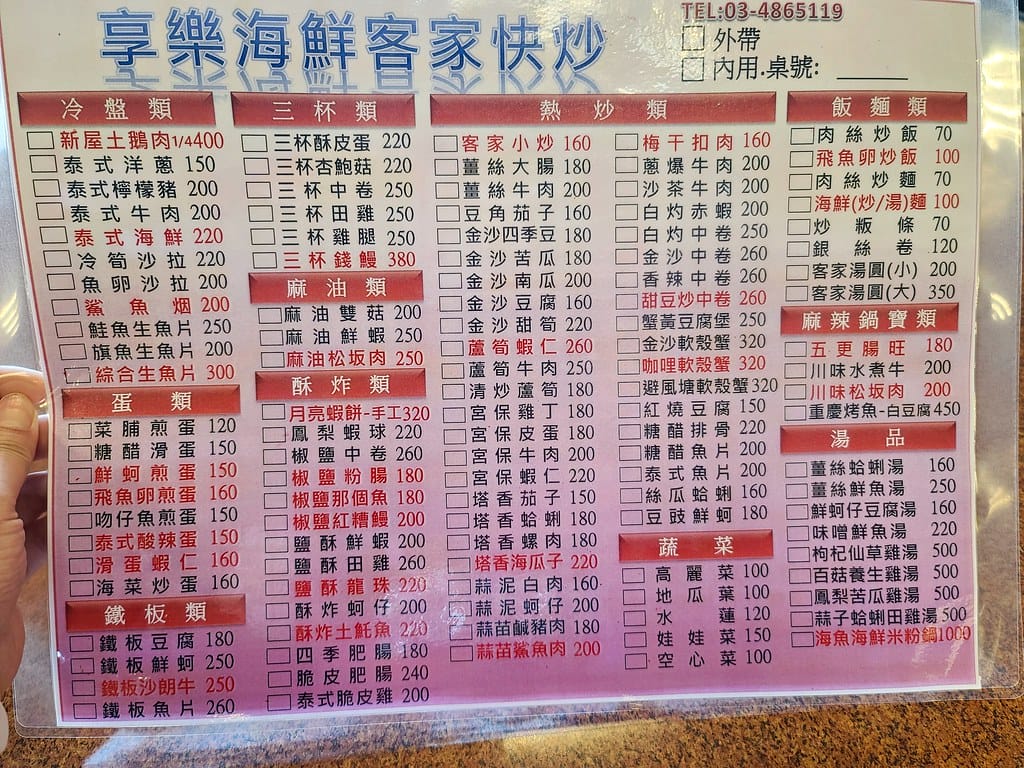 享樂海鮮客家快炒
TEL:03-4865119
外帶
內用.桌號:
冷盤類
新屋土鵝肉1/4400
泰式洋蔥 150
泰式檸檬豬 200
泰式牛肉 200
泰式海鮮 220
冷筍沙拉 220
魚卵沙拉 200
鯊魚烟 200
鮭魚生魚片 250
旗魚生魚片 250
綜合生魚片 300
蛋類
菜脯煎蛋 120
糖醋滑蛋 150
鮮蚵煎蛋 150
飛魚卵煎蛋 160
吻仔魚煎蛋 150
泰式酸辣蛋 150
滑蛋蝦仁 160
海菜炒蛋 160
鐵板類
鐵板豆腐 180
鐵板鮮蚵 250
鐵板沙朗牛 250
鐵板魚片 260
三杯類
三杯酥皮蛋 220
三杯杏鮑菇 220
三杯中卷 250
三杯田雞 250
三杯雞腿 250
三杯錢鰻 380
麻油類
麻油雙菇 200
麻油鮮蝦 250
麻油松坂肉 250
酥炸類
月亮蝦餅-手工320
鳳梨蝦球 220
椒鹽中卷 260
椒鹽粉腸 180
椒鹽那個魚 180
椒鹽紅糟鰻 200
鹽酥鮮蝦 200
鹽酥田雞 260
鹽酥龍珠 220
酥炸蚵仔 200
酥炸土魠魚 220
四季肥腸 180
脆皮肥腸 240
泰式脆皮雞 200
熱炒類
客家小炒 160
薑絲大腸 180
薑絲牛肉 200
豆角茄子 160
金沙四季豆 180
金沙苦瓜 180
金沙南瓜 200
金沙豆腐 160
金沙甜筍 220
蘆筍蝦仁 260
蘆筍牛肉 250
清炒蘆筍 180
宮保雞丁 180
宮保皮蛋 180
宮保牛肉 200
宮保蝦仁 220
塔香茄子 150
塔香蛤蜊 180
塔香螺肉 180
塔香海瓜子 220
蒜泥白肉 160
蒜泥蚵仔 200
蒜苗鹹豬肉 180
蒜苗鯊魚肉 200
梅干扣肉 160
蔥爆牛肉 200
沙茶牛肉 200
白灼赤蝦 200
白灼中卷 250
金沙中卷 260
香辣中卷 260
甜豆炒中卷 260
蟹黃豆腐煲 250
金沙軟殼蟹 320
咖哩軟殼蟹 320
避風塘軟殼蟹320
紅燒豆腐 150
糖醋排骨 220
糖醋魚片 200
泰式魚片 200
絲瓜蛤蜊 160
豆豉鮮蚵 180
蔬菜
高麗菜 100
地瓜葉 100
水蓮 120
娃娃菜 150
空心菜 100
飯麵類
肉絲炒飯 70
飛魚卵炒飯 100
肉絲炒麵 70
海鮮(炒/湯)麵 100
炒粄條 70
銀絲卷 120
客家湯圓(小) 200
客家湯圓(大) 350
麻辣鍋寶類
五更腸旺 180
川味水煮牛 200
川味松坂肉 200
重慶烤魚-白豆腐450
湯品
薑絲蛤蜊湯 160
薑絲鮮魚湯 250
鮮蚵仔豆腐湯 160
味噌鮮魚湯 220
枸杞仙草雞湯 500
百菇養生雞湯 500
鳳梨苦瓜雞湯 500
蒜子蛤蜊田雞湯500
海魚海鮮米粉鍋1000